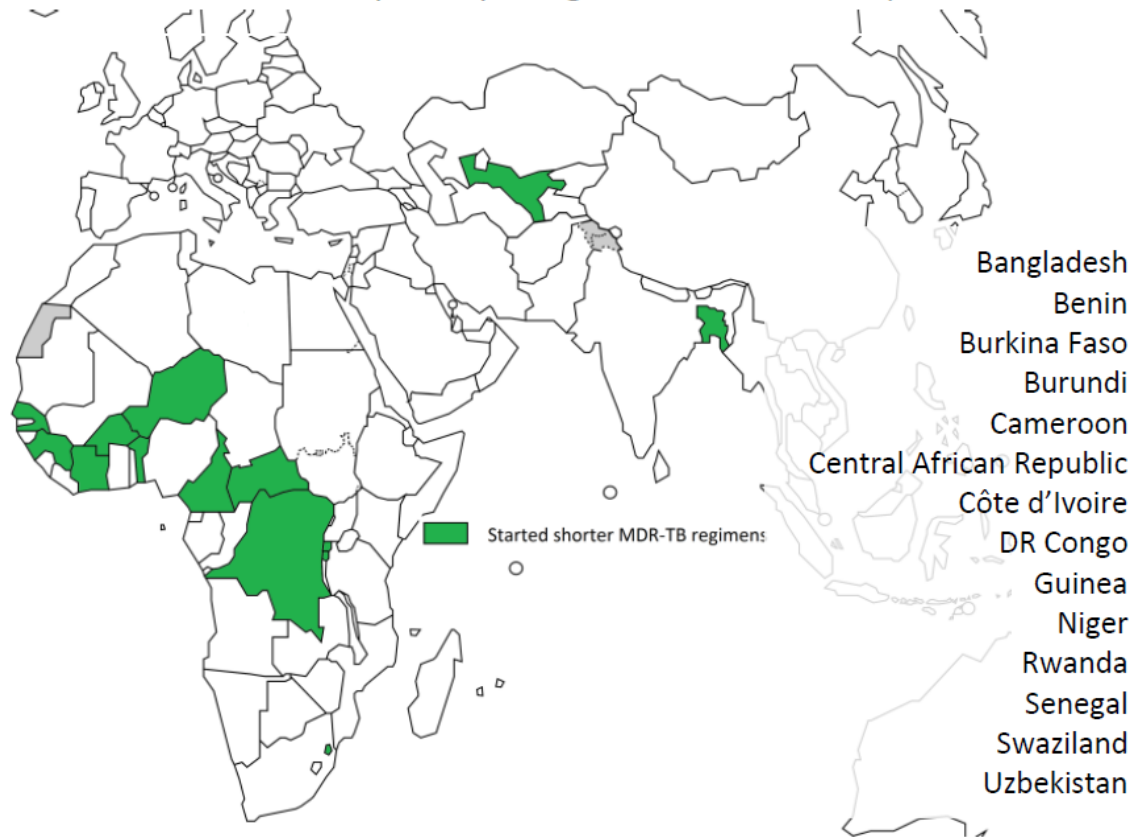 Started shorter MDR-TB regimens
Bangladesh
Benin
Burkina Faso
Burundi
Cameroon
Central African Republic
Côte d’Ivoire
DR Congo
Guinea
Niger
Rwanda
Senegal
Swaziland
Uzbekistan